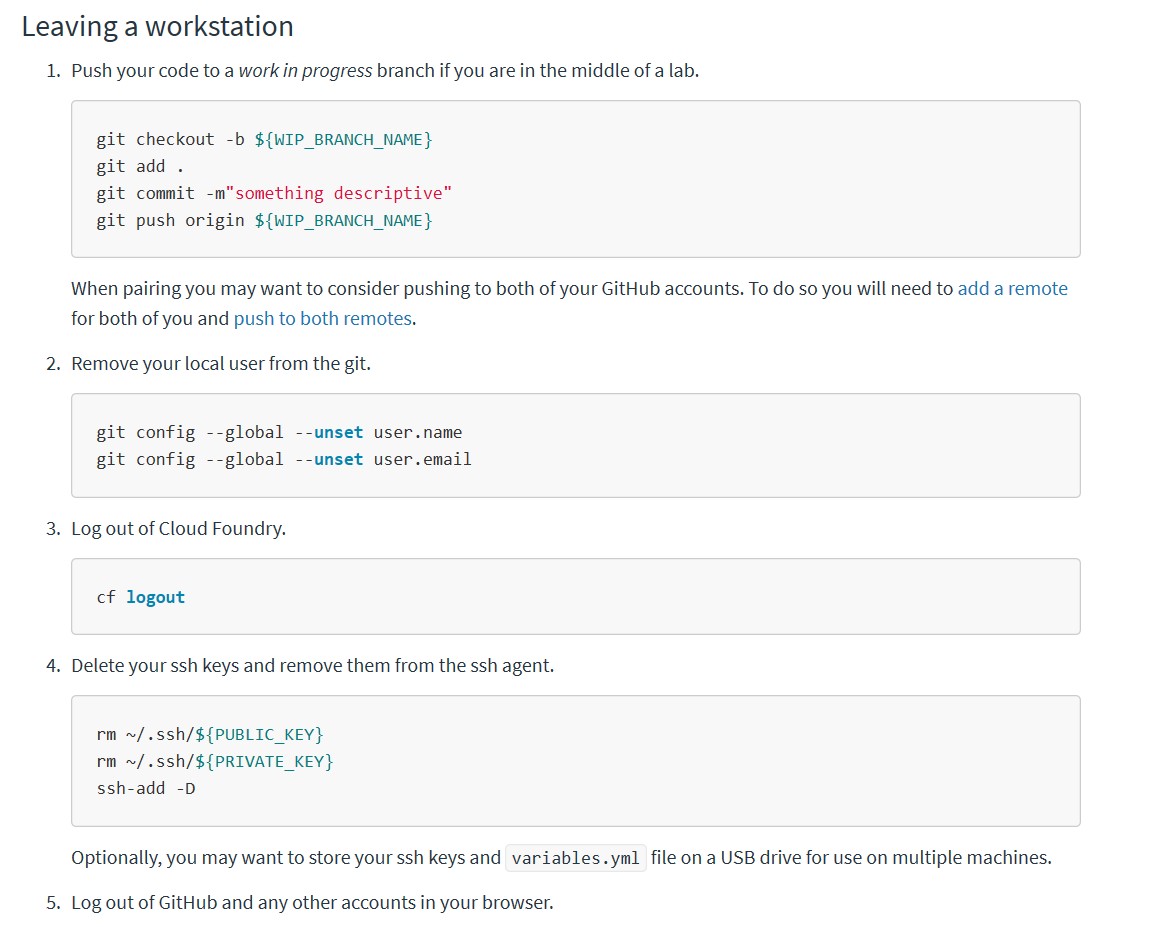 Leaving a workstation
1. Push your code to a work in progress branch if you are in the middle of a lab.
git checkout -b ${WIP_BRANCH_NAME}
git add .
git commit -m"something descriptive"
git push origin ${WIP_BRANCH_NAME}
When pairing you may want to consider pushing to both of your GitHub accounts. To do so you will need to add a remote
for both of you and push to both remotes.
2. Remove your local user from the git.
git config --global --unset user.name
git config --global --unset user.email
3. Log out of Cloud Foundry.
cf logout
4. Delete your ssh keys and remove them from the ssh agent.
rm ~/.ssh/${PUBLIC_KEY}
rm ~/.ssh/${PRIVATE_KEY}
ssh-add -D
Optionally, you may want to store your ssh keys and variables.yml file on a USB drive for use on multiple machines.
5. Log out of GitHub and any other accounts in your browser.